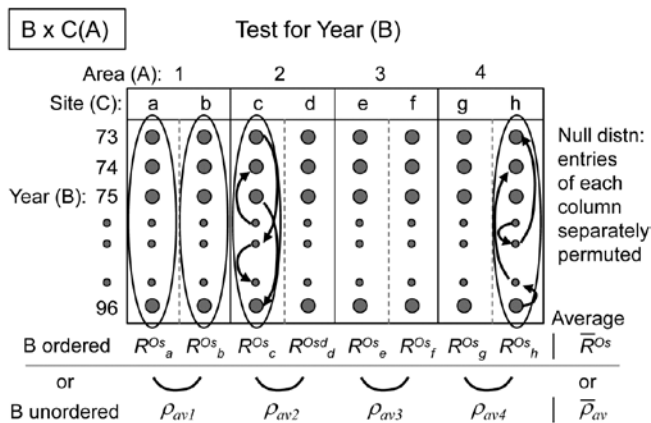 B x C(A)
Test for Year (B)
Area (A): 1 2 3 4
Site (C): a b c d e f g h
73
74
Year (B): 75
96
Null distn:
entries
of each
column
separately
permuted
Average
B ordered R^Os_a R^Os_b R^Os_c R^Osd_d R^Os_e R^Os_f R^Os_g R^Os_h R̅^Os
or or
B unordered ρ_av1 ρ_av2 ρ_av3 ρ_av4 ρ̅_av